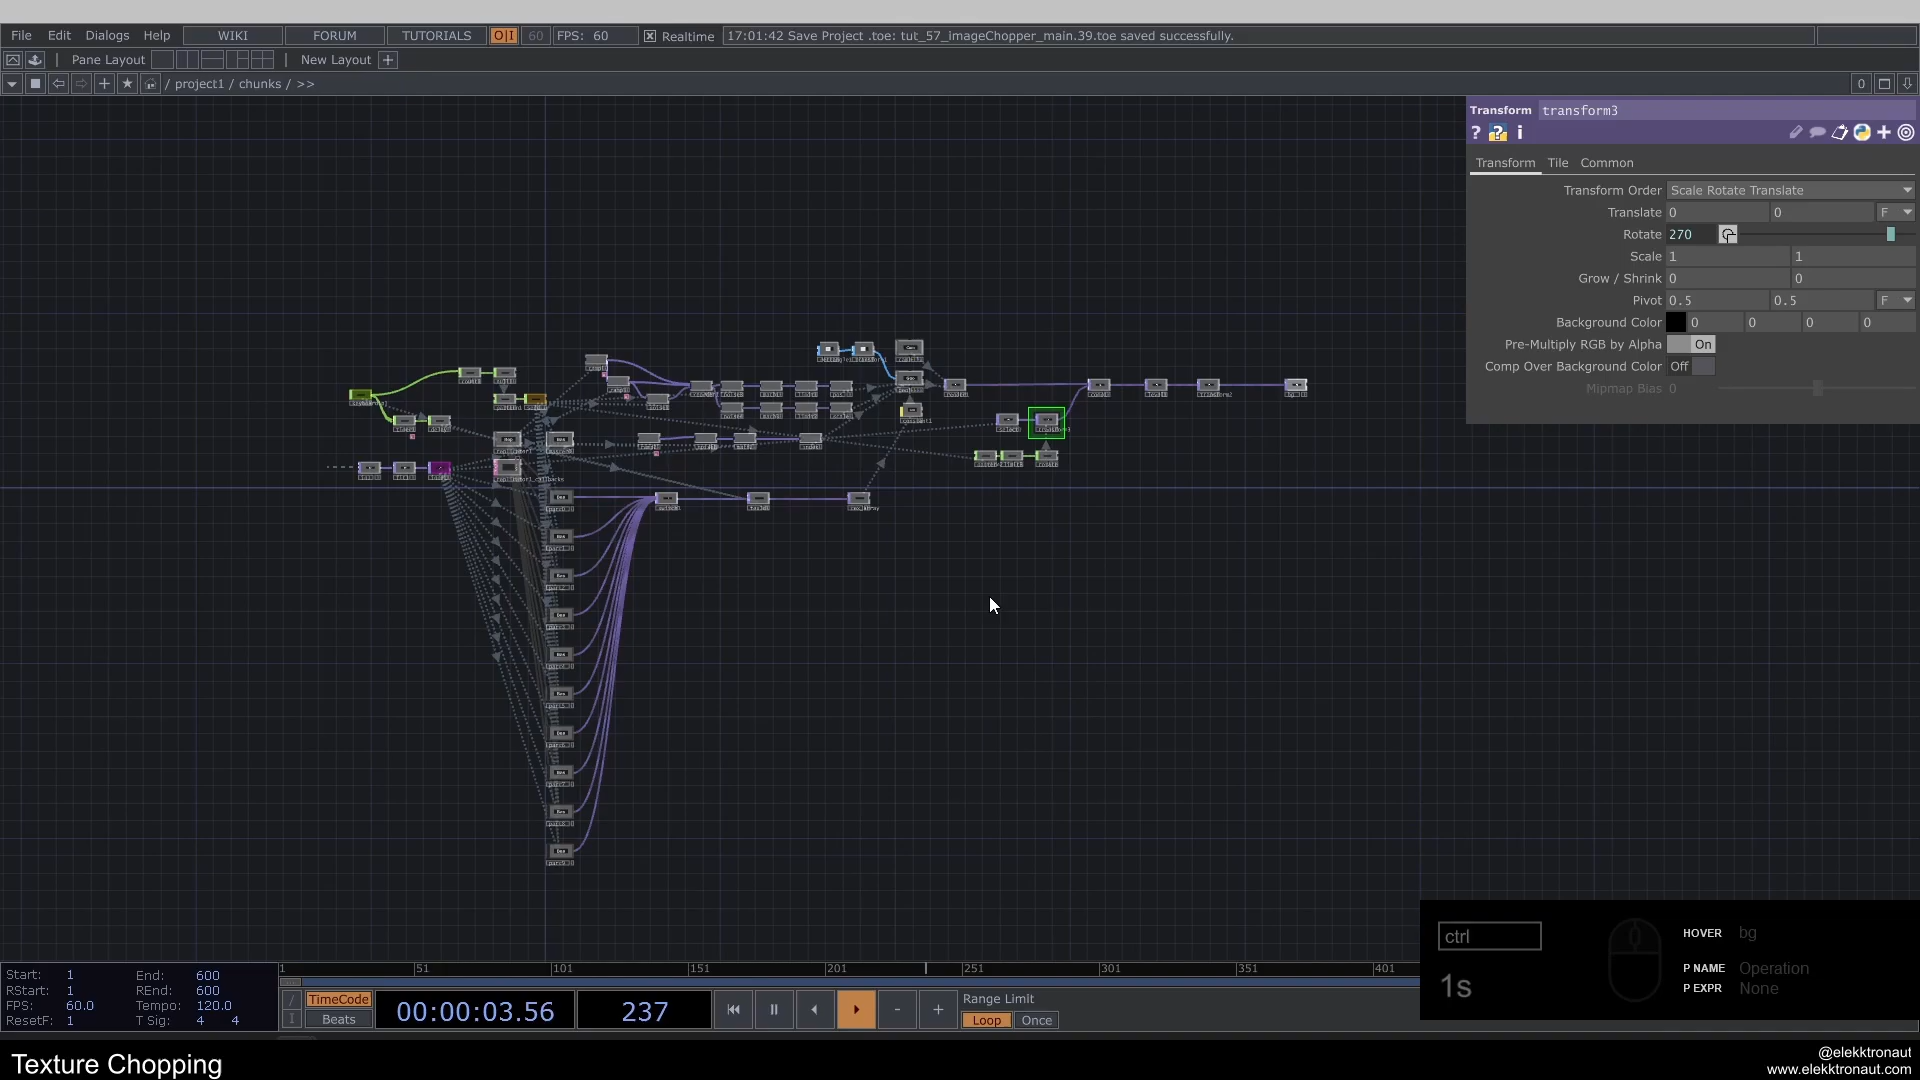 File Edit Dialogs Help WIKI FORUM TUTORIALS O|I 60 FPS: 60 Realtime 17:01:42 Save Project .toe: tut_57_imageChopper_main.39.toe saved successfully.
Pane Layout | New Layout +
/ project1 / chunks / >> 0
Transform transform3
? ? i
Transform Tile Common
Transform Order Scale Rotate Translate
Translate 0 0 F
Rotate 270
Scale 1 1
Grow / Shrink 0 0
Pivot 0.5 0.5 F
Background Color 0 0 0 0
Pre-Multiply RGB by Alpha On
Comp Over Background Color Off
Mipmap Bias 0
ctrl
1s
HOVER bg
P NAME Operation
P EXPR None
1 51 101 151 201 251 301 351 401
Start: 1 End: 600
RStart: 1 REnd: 600
FPS: 60.0 Tempo: 120.0
ResetF: 1 T Sig: 4 4
TimeCode
Beats
00:00:03.56
237
- +
Range Limit
Loop Once
Texture Chopping
@elekktronaut
www.elekktronaut.com